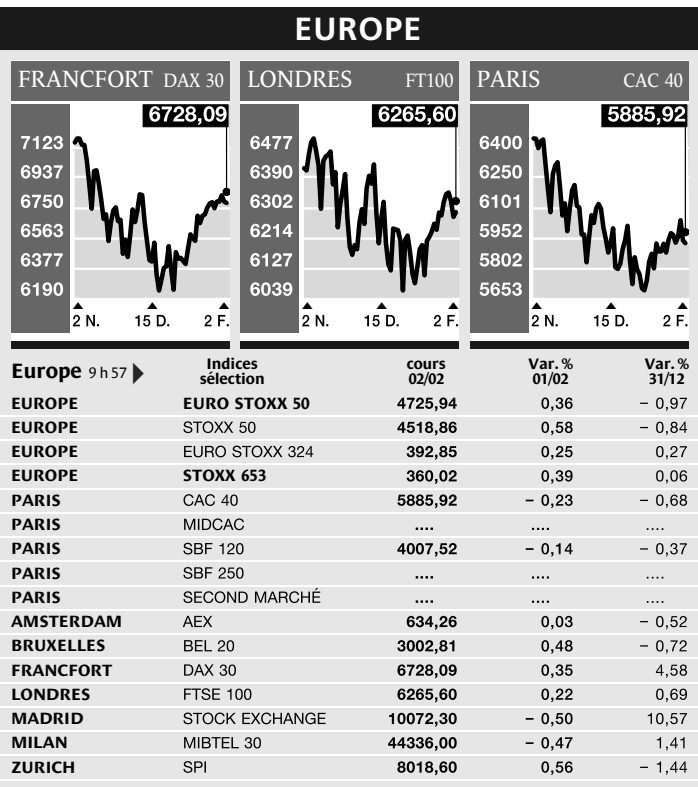 EUROPE
FRANCFORT DAX 30
6728,09
7123
6937
6750
6563
6377
6190
2 N. 15 D. 2 F.
LONDRES FT100
6265,60
6477
6390
6302
6214
6127
6039
2 N. 15 D. 2 F.
PARIS CAC 40
5885,92
6400
6250
6101
5952
5802
5653
2 N. 15 D. 2 F.
Europe 9 h 57 Indices sélection cours 02/02 Var. % 01/02 Var. % 31/12
EUROPE EURO STOXX 50 4725,94 0,36 – 0,97
EUROPE STOXX 50 4518,86 0,58 – 0,84
EUROPE EURO STOXX 324 392,85 0,25 0,27
EUROPE STOXX 653 360,02 0,39 0,06
PARIS CAC 40 5885,92 – 0,23 – 0,68
PARIS MIDCAC .... .... ....
PARIS SBF 120 4007,52 – 0,14 – 0,37
PARIS SBF 250 .... .... ....
PARIS SECOND MARCHÉ .... .... ....
AMSTERDAM AEX 634,26 0,03 – 0,52
BRUXELLES BEL 20 3002,81 0,48 – 0,72
FRANCFORT DAX 30 6728,09 0,35 4,58
LONDRES FTSE 100 6265,60 0,22 0,69
MADRID STOCK EXCHANGE 10072,30 – 0,50 10,57
MILAN MIBTEL 30 44336,00 – 0,47 1,41
ZURICH SPI 8018,60 0,56 – 1,44